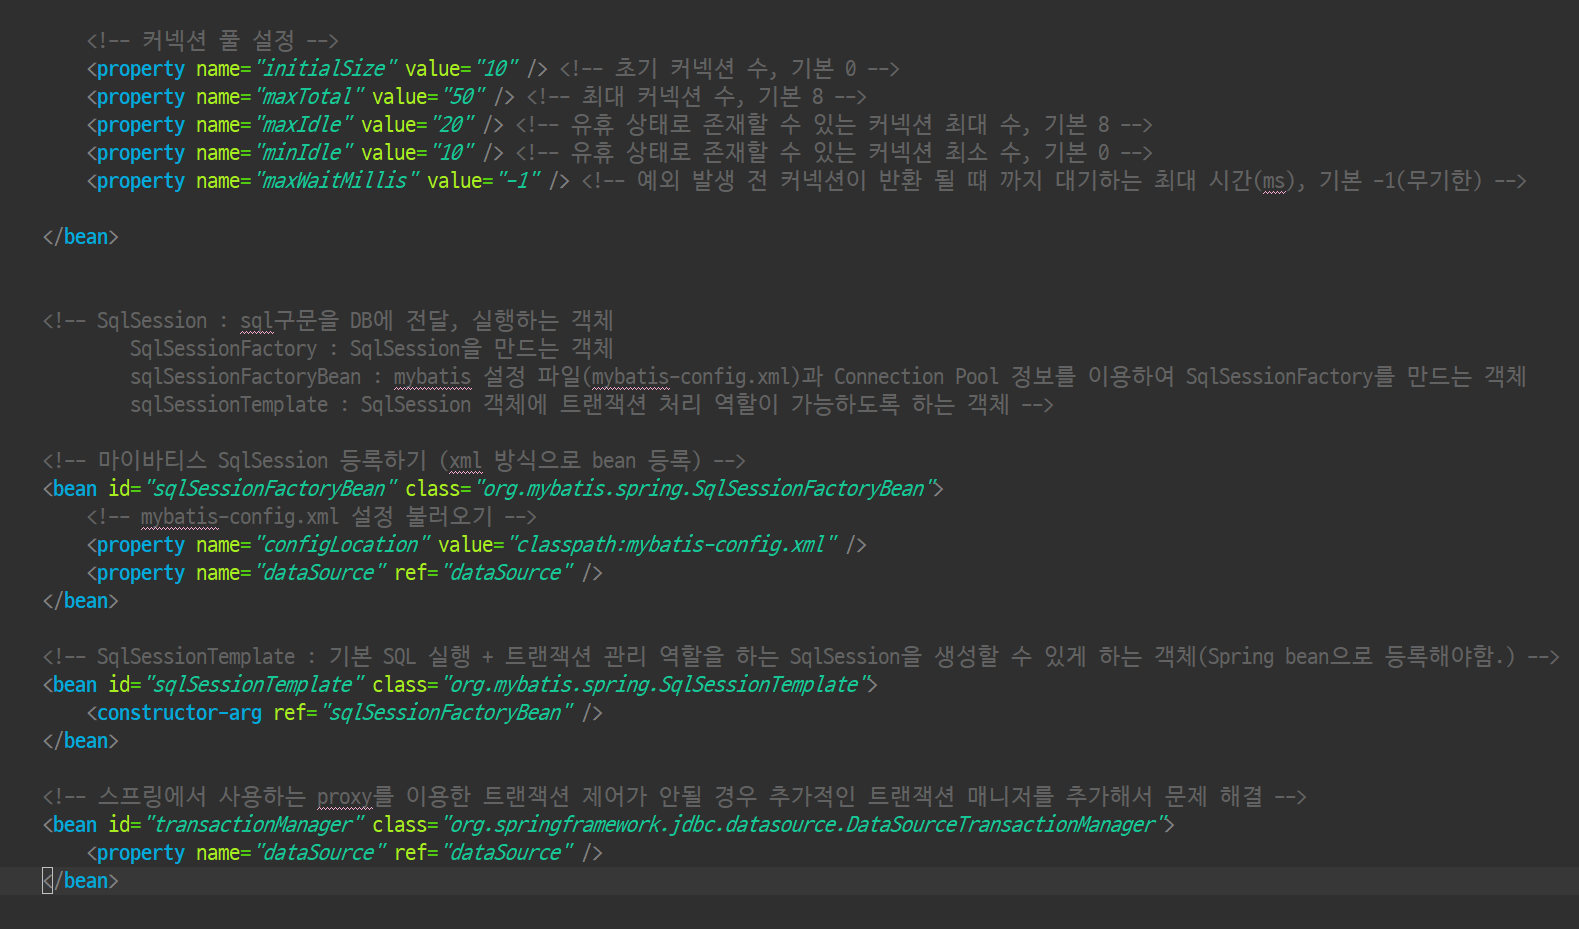 <!-- 커넥션 풀 설정 -->
<property name="initialSize" value="10" /> <!-- 초기 커넥션 수, 기본 0 -->
<property name="maxTotal" value="50" /> <!-- 최대 커넥션 수, 기본 8 -->
<property name="maxIdle" value="20" /> <!-- 유휴 상태로 존재할 수 있는 커넥션 최대 수, 기본 8 -->
<property name="minIdle" value="10" /> <!-- 유휴 상태로 존재할 수 있는 커넥션 최소 수, 기본 0 -->
<property name="maxWaitMillis" value="-1" /> <!-- 예외 발생 전 커넥션이 반환 될 떄 까지 대기하는 최대 시간(ms), 기본 -1(무기한) -->
</bean>
<!-- SqlSession : sql구문을 DB에 전달, 실행하는 객체
SqlSessionFactory : SqlSession을 만드는 객체
sqlSessionFactoryBean : mybatis 설정 파일(mybatis-config.xml)과 Connection Pool 정보를 이용하여 SqlSessionFactory를 만드는 객체
sqlSessionTemplate : SqlSession 객체에 트랜잭션 처리 역할이 가능하도록 하는 객체 -->
<!-- 마이바티스 SqlSession 등록하기 (xml 방식으로 bean 등록) -->
<bean id="sqlSessionFactoryBean" class="org.mybatis.spring.SqlSessionFactoryBean">
<!-- mybatis-config.xml 설정 불러오기 -->
<property name="configLocation" value="classpath:mybatis-config.xml" />
<property name="dataSource" ref="dataSource" />
</bean>
<!-- SqlSessionTemplate : 기본 SQL 실행 + 트랜잭션 관리 역할을 하는 SqlSession을 생성할 수 있게 하는 객체(Spring bean으로 등록해야함.) -->
<bean id="sqlSessionTemplate" class="org.mybatis.spring.SqlSessionTemplate">
<constructor-arg ref="sqlSessionFactoryBean" />
</bean>
<!-- 스프링에서 사용하는 proxy를 이용한 트랜잭션 제어가 안될 경우 추가적인 트랜잭션 매니저를 추가해서 문제 해결 -->
<bean id="transactionManager" class="org.springframework.jdbc.datasource.DataSourceTransactionManager">
<property name="dataSource" ref="dataSource" />
</bean>